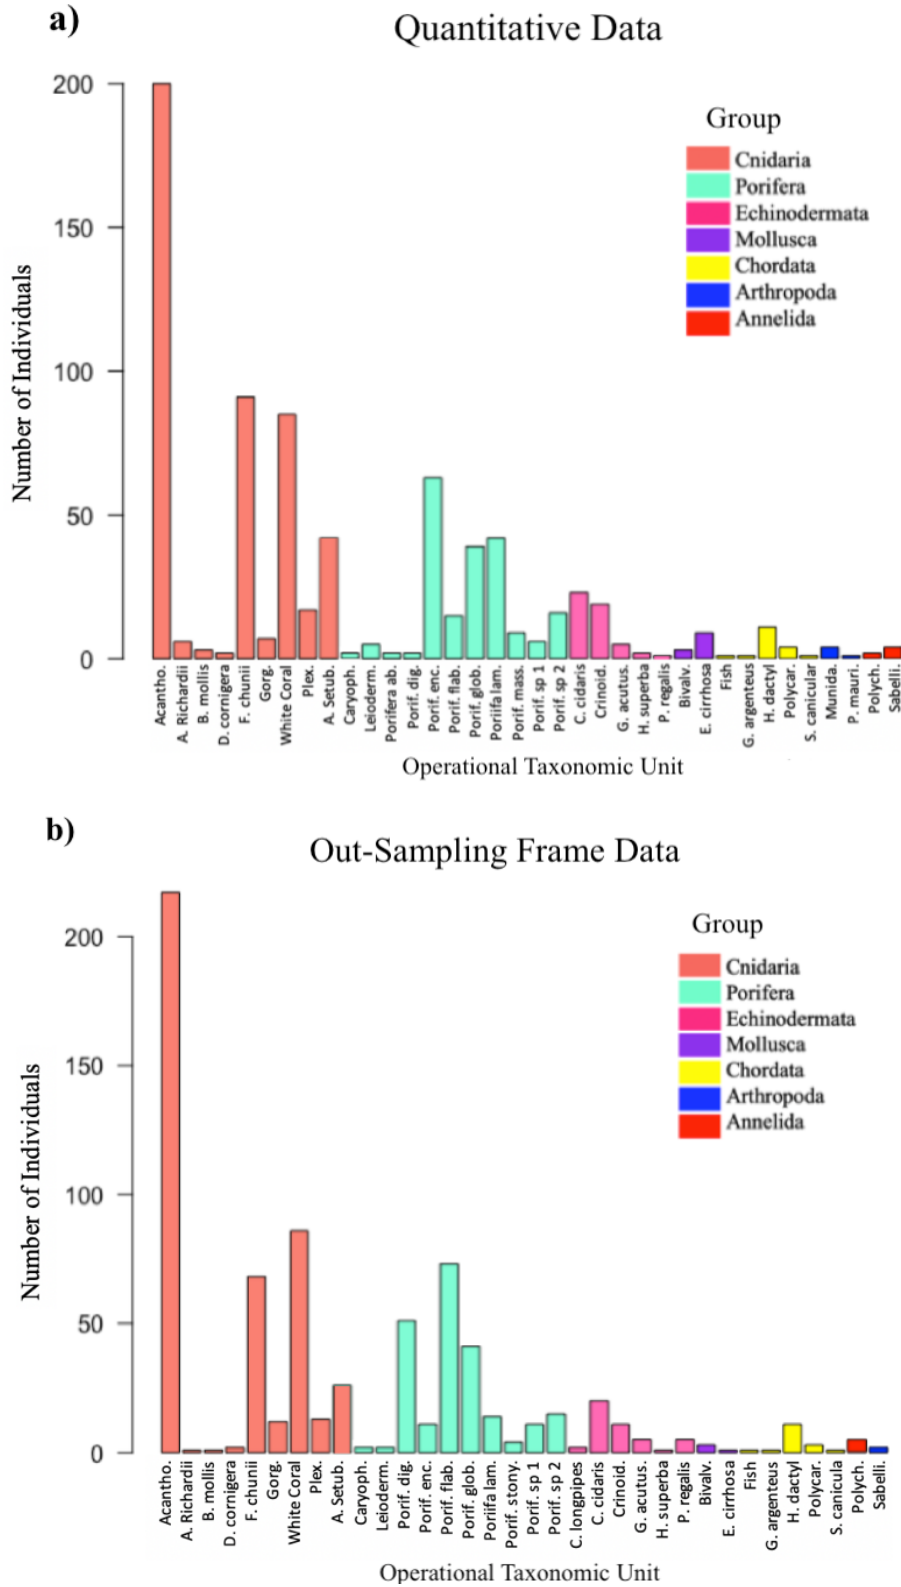 a)
Quantitative Data
200
150
100
50
0
Number of Individuals
Group
Cnidaria
Porifera
Echinodermata
Mollusca
Chordata
Arthropoda
Annelida
Acantho.
A. Richardii
B. mollis
D. cornigera
F. chunii
Gorg.
White Coral
Plex.
A. Setub.
Caryoph.
Leioderm.
Porifera ab.
Porif. dig.
Porif. enc.
Porif. flab.
Porif. glob.
Poriifa lam.
Porif. mass.
Porif. sp 1
Porif. sp 2
C. cidaris
Crinoid.
G. acutus.
H. superba
P. regalis
Bivalv.
E. cirrhosa
Fish
G. argenteus
H. dactyl
Polycar.
S. canicular
Munida.
P. mauri.
Polych.
Sabelli.
Operational Taxonomic Unit
b)
Out-Sampling Frame Data
200
150
100
50
0
Number of Individuals
Group
Cnidaria
Porifera
Echinodermata
Mollusca
Chordata
Arthropoda
Annelida
Acantho.
A. Richardii
B. mollis
D. cornigera
F. chunii
Gorg.
White Coral
Plex.
A. Setub.
Caryoph.
Leioderm.
Porif. dig.
Porif. enc.
Porif. flab.
Porif. glob.
Poriifa lam.
Porif. stony.
Porif. sp 1
Porif. sp 2
C. longpipes
C. cidaris
Crinoid.
G. acutus.
H. superba
P. regalis
Bivalv.
E. cirrhosa
Fish
G. argenteus
H. dactyl
Polycar.
S. canicula
Polych.
Sabelli.
Operational Taxonomic Unit